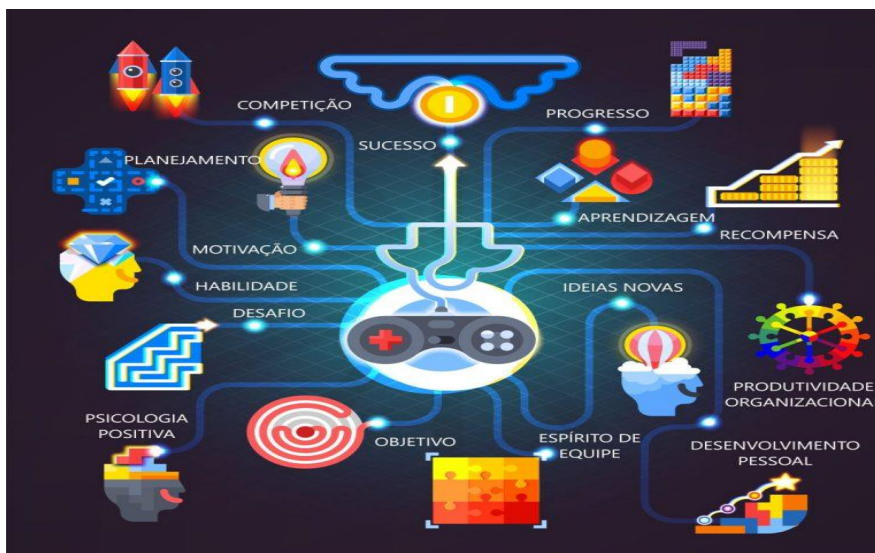 COMPETIÇÃO
PROGRESSO
SUCESSO
PLANEJAMENTO
APRENDIZAGEM
RECOMPENSA
MOTIVAÇÃO
HABILIDADE
IDEIAS NOVAS
DESAFIO
PRODUTIVIDADE
ORGANIZACIONA
PSICOLOGIA
POSITIVA
OBJETIVO
ESPÍRITO DE
EQUIPE
DESENVOLVIMENTO
PESSOAL